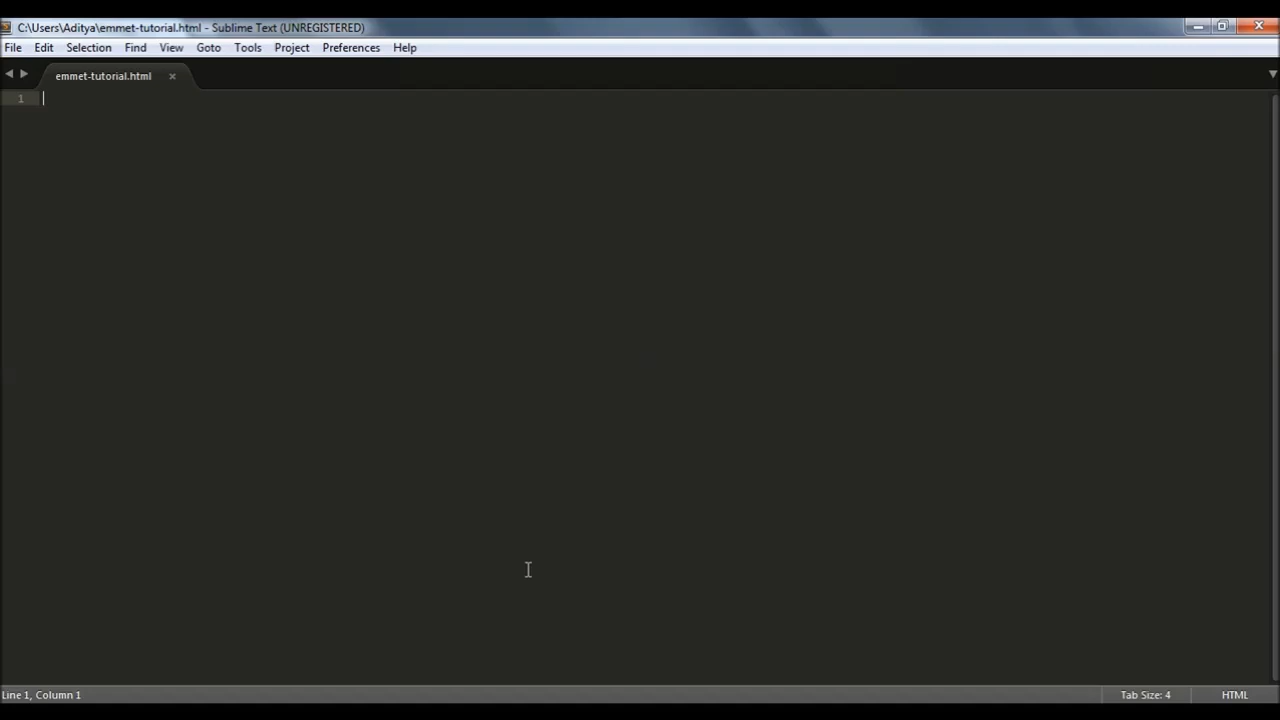 C:\Users\Aditya\emmet-tutorial.html - Sublime Text (UNREGISTERED)
File Edit Selection Find View Goto Tools Project Preferences Help
emmet-tutorial.html
1
Line 1, Column 1 Tab Size: 4 HTML